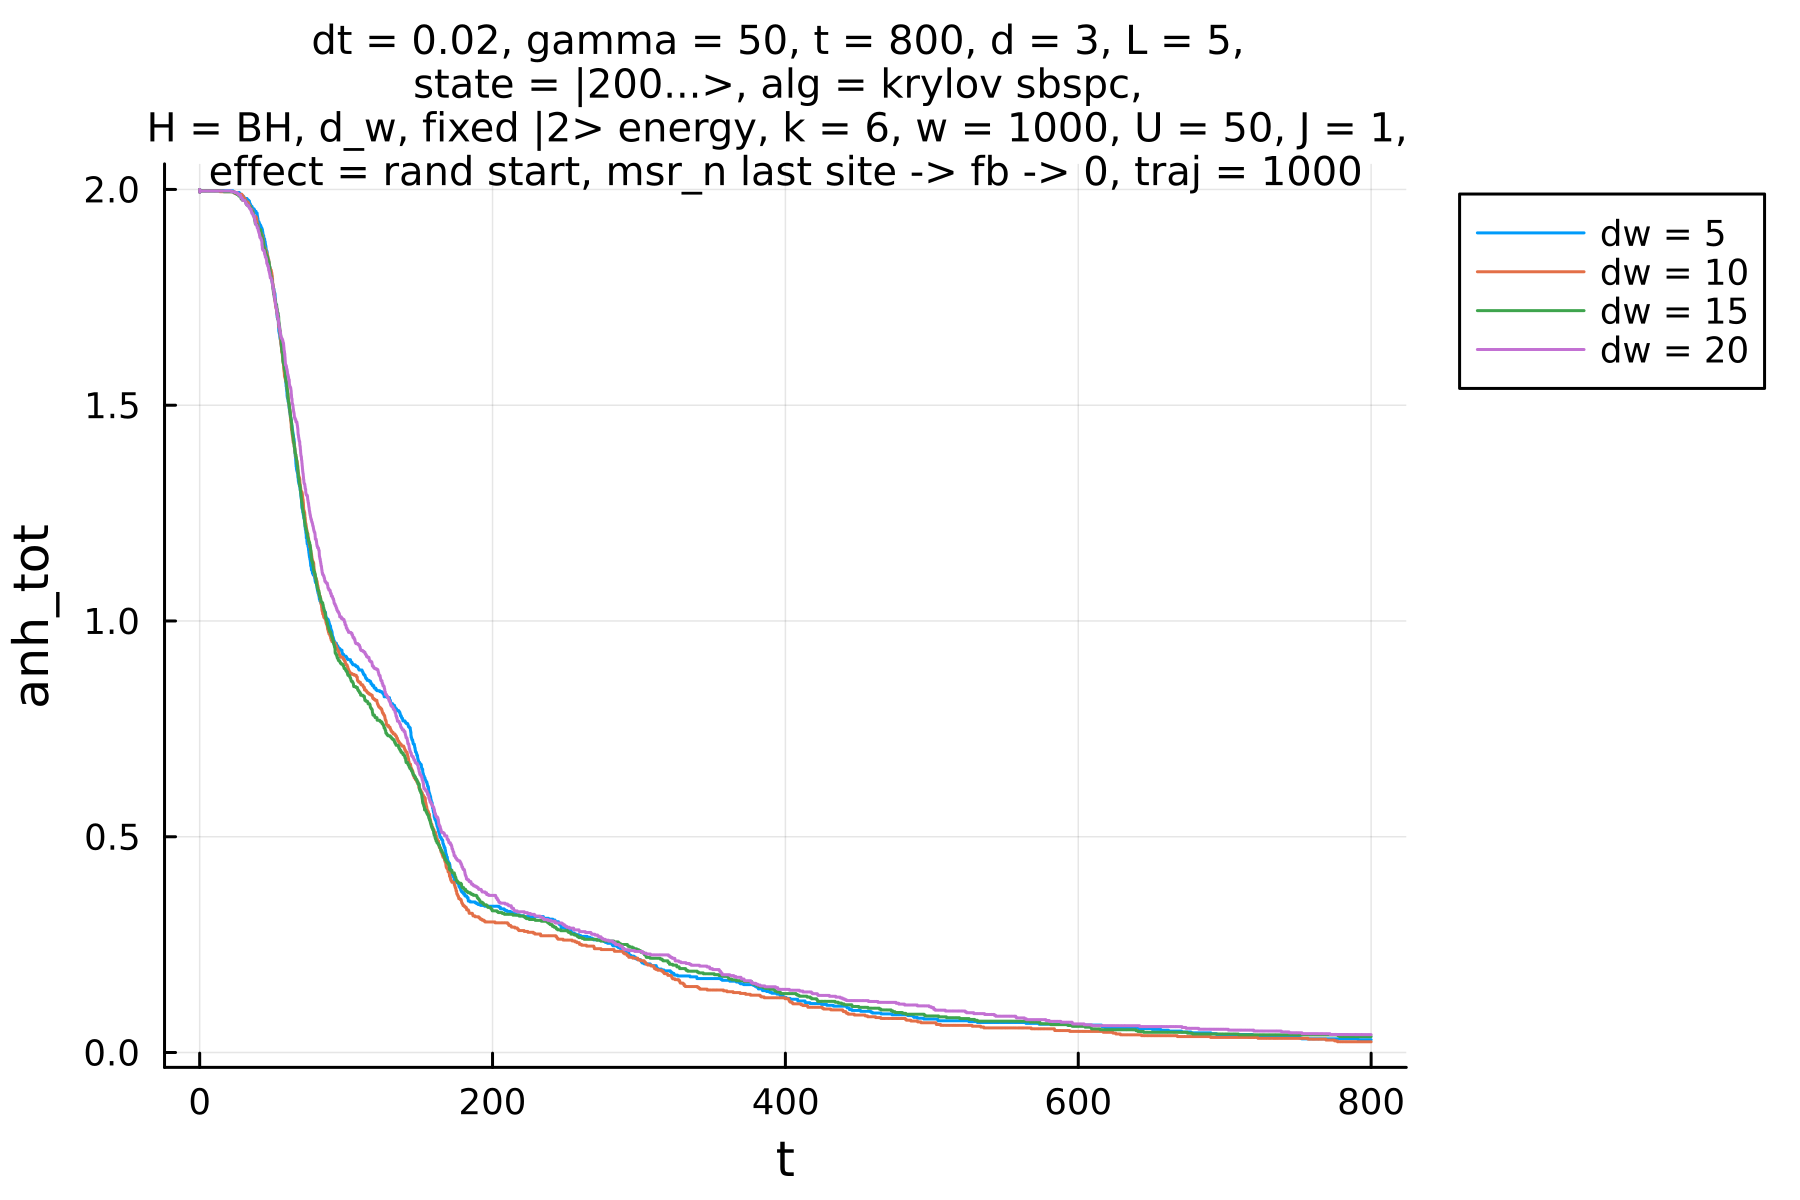 dt = 0.02, gamma = 50, t = 800, d = 3, L = 5,
state = |200...>, alg = krylov sbspc,
H = BH, d_w, fixed |2> energy, k = 6, w = 1000, U = 50, J = 1,
effect = rand start, msr_n last site -> fb -> 0, traj = 1000
2.0
1.5
1.0
0.5
0.0
anh_tot
0 200 400 600 800
t
dw = 5
dw = 10
dw = 15
dw = 20